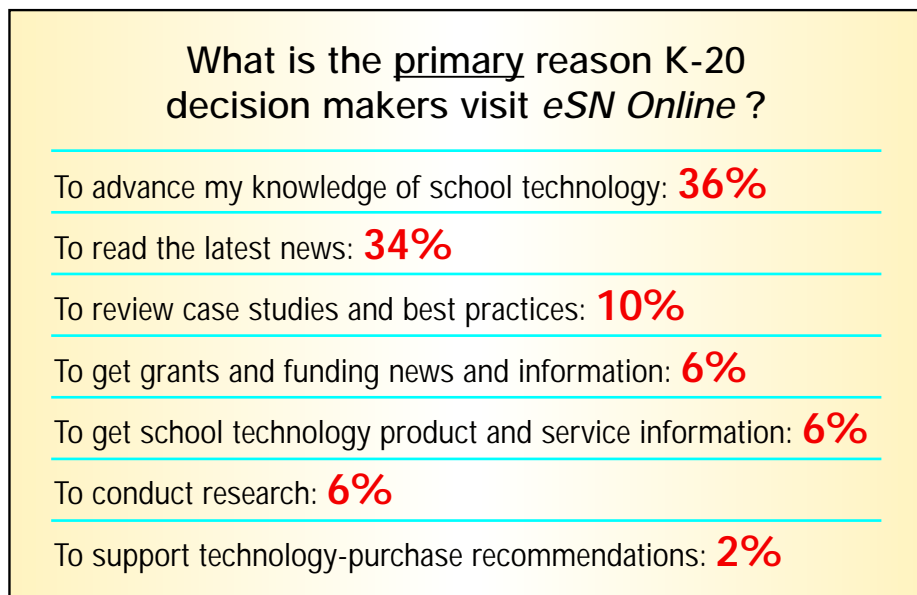 What is the primary reason K-20
decision makers visit eSN Online ?
To advance my knowledge of school technology: 36%
To read the latest news: 34%
To review case studies and best practices: 10%
To get grants and funding news and information: 6%
To get school technology product and service information: 6%
To conduct research: 6%
To support technology-purchase recommendations: 2%